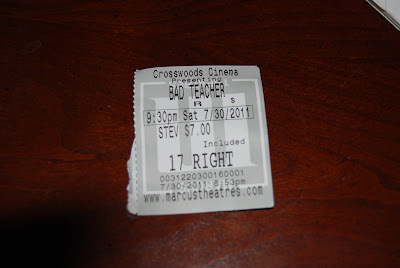 Crosswoods Cinema
Presenting
BAD TEACHER
R S
9:30pm Sat 7/30/2011
STEV $7.00
Included
17 RIGHT
0031220300160001
7/30/2011 8:53pm
www.marcustheatres.com